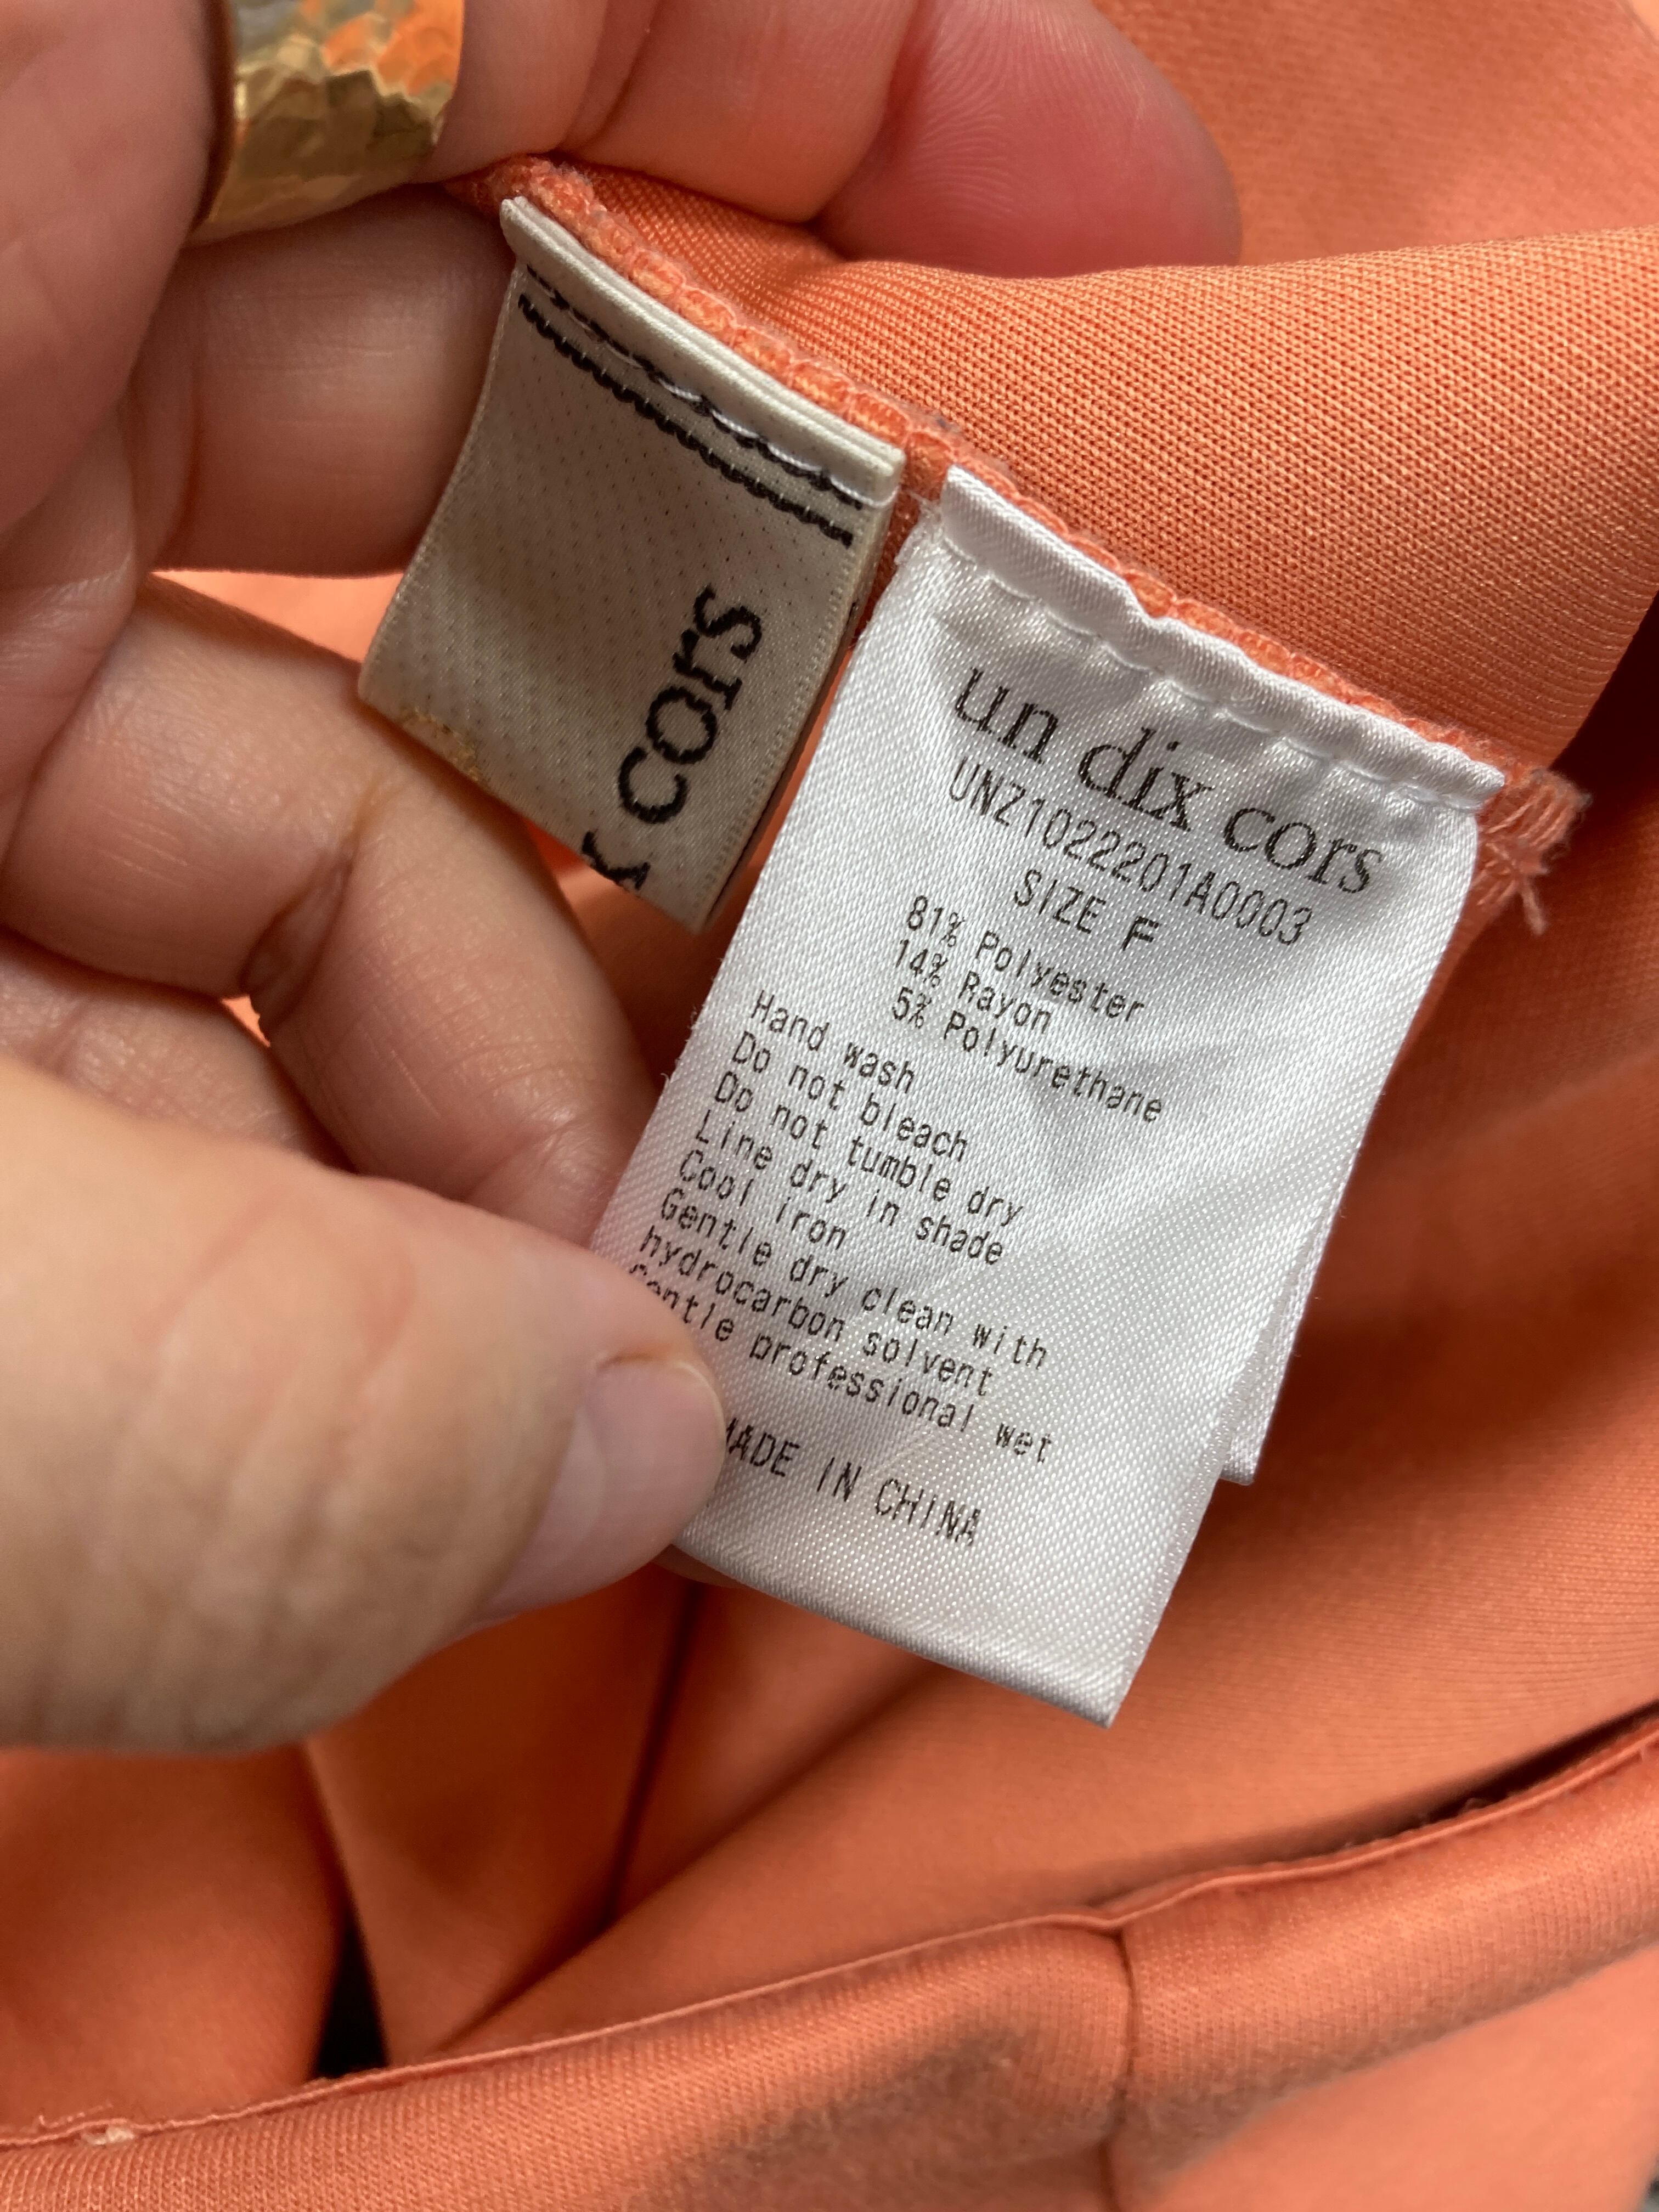 x cors
un dix cors
UNZ1022201A0003
SIZE F
81% Polyester
14% Rayon
5% Polyurethane
Hand wash
Do not bleach
Do not tumble dry
Line dry in shade
Cool iron
Gentle dry clean with
hydrocarbon solvent
Gentle professional wet
MADE IN CHINA